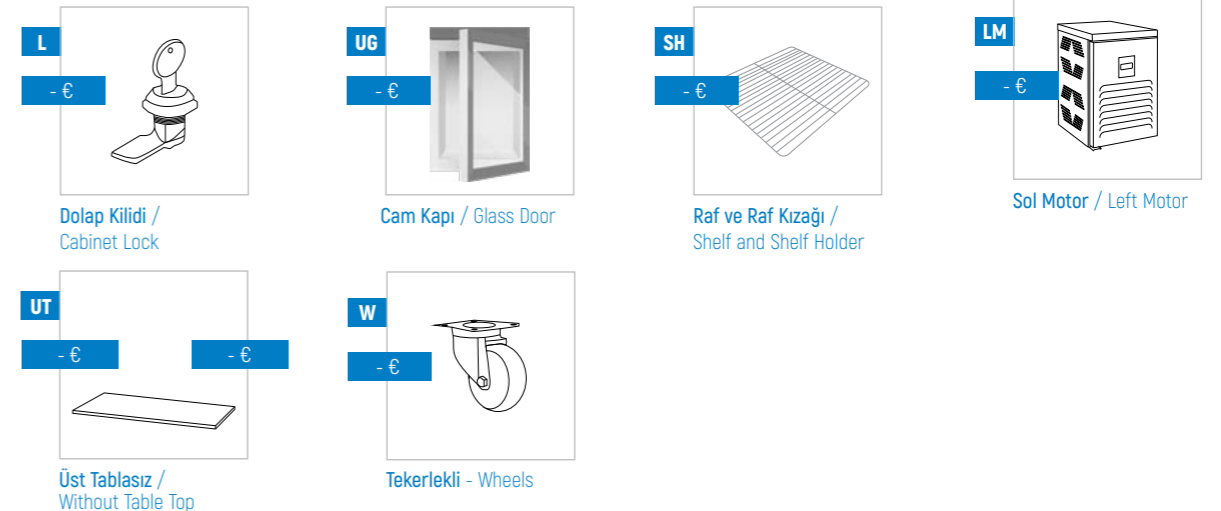 L
- €
Dolap Kilidi /
Cabinet Lock
UG
- €
Cam Kapı / Glass Door
SH
- €
Raf ve Raf Kızağı /
Shelf and Shelf Holder
LM
- €
Sol Motor / Left Motor
UT
- €
- €
Üst Tablasız /
Without Table Top
W
- €
Tekerlekli - Wheels